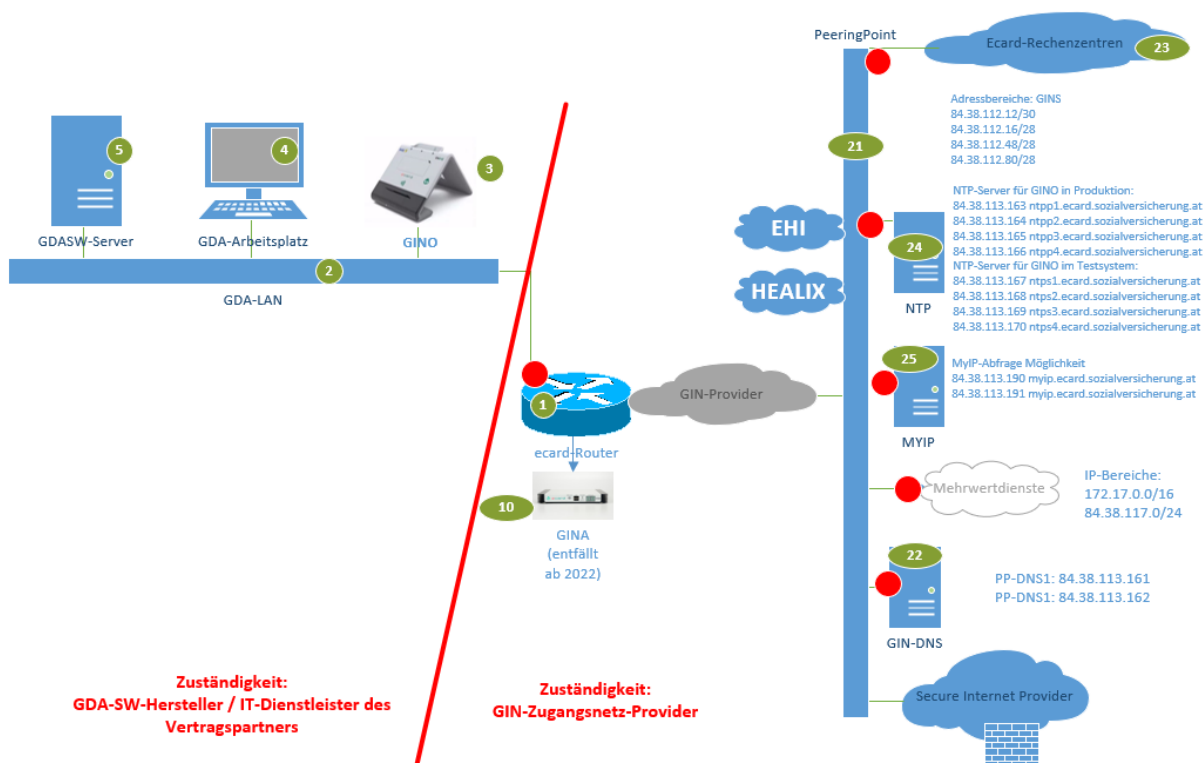 PeeringPoint
Ecard-Rechenzentren
23
Adressbereiche: GINS
84.38.112.12/30
84.38.112.16/28
84.38.112.48/28
84.38.112.80/28
5
4
3
21
GDASW-Server
GDA-Arbeitsplatz
GINO
2
GDA-LAN
EHI
HEALIX
24
NTP
NTP-Server für GINO in Produktion:
84.38.113.163 ntpp1.ecard.sozialversicherung.at
84.38.113.164 ntpp2.ecard.sozialversicherung.at
84.38.113.165 ntpp3.ecard.sozialversicherung.at
84.38.113.166 ntpp4.ecard.sozialversicherung.at
NTP-Server für GINO im Testsystem:
84.38.113.167 ntps1.ecard.sozialversicherung.at
84.38.113.168 ntps2.ecard.sozialversicherung.at
84.38.113.169 ntps3.ecard.sozialversicherung.at
84.38.113.170 ntps4.ecard.sozialversicherung.at
25
MYIP
MyIP-Abfrage Möglichkeit
84.38.113.190 myip.ecard.sozialversicherung.at
84.38.113.191 myip.ecard.sozialversicherung.at
1
ecard-Router
GIN-Provider
10
GINA
(entfällt
ab 2022)
Mehrwertdienste
IP-Bereiche:
172.17.0.0/16
84.38.117.0/24
22
GIN-DNS
PP-DNS1: 84.38.113.161
PP-DNS1: 84.38.113.162
Secure Internet Provider
Zuständigkeit:
GDA-SW-Hersteller / IT-Dienstleister des
Vertragspartners
Zuständigkeit:
GIN-Zugangsnetz-Provider